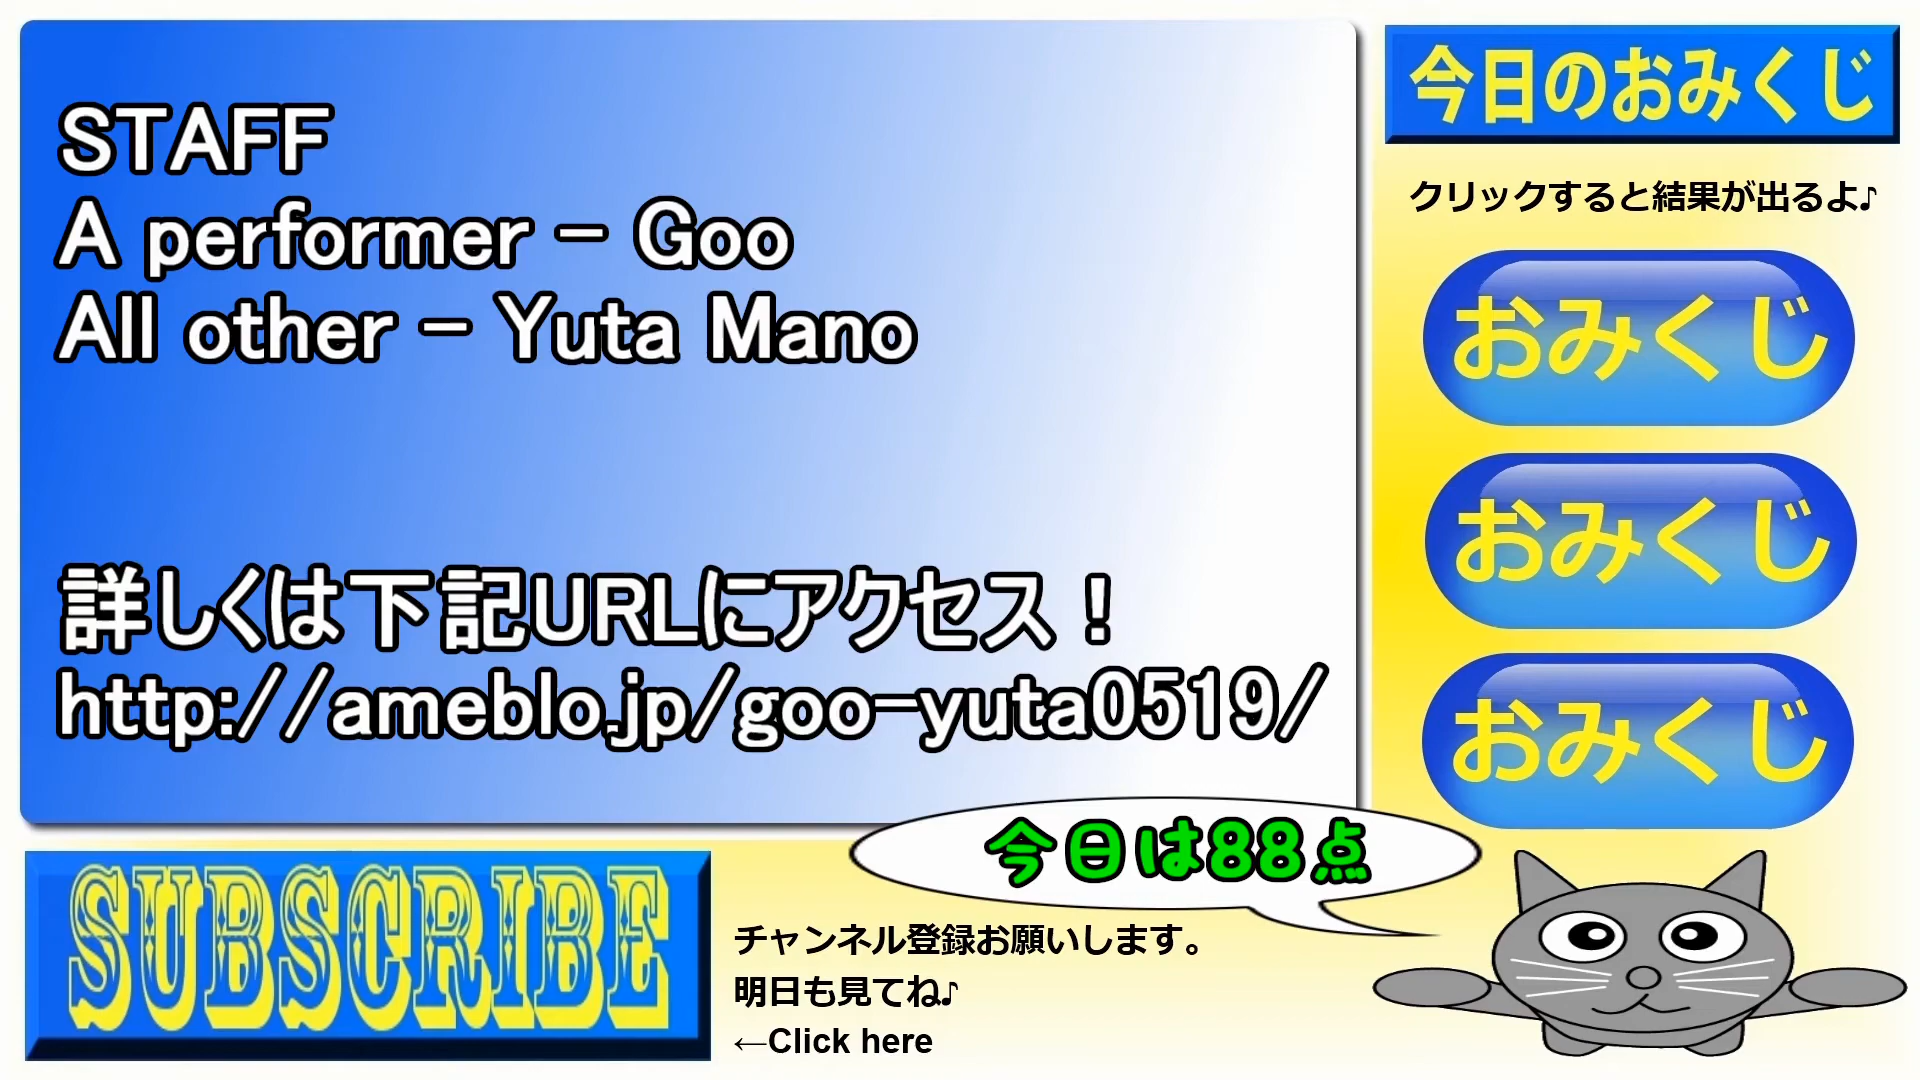 STAFF
A performer - Goo
All other - Yuta Mano
詳しくは下記URLにアクセス！
http://ameblo.jp/goo-yuta0519/
今日のおみくじ
クリックすると結果が出るよ♪
おみくじ
おみくじ
おみくじ
今日は88点
SUBSCRIBE
チャンネル登録お願いします。
明日も見てね♪
←Click here